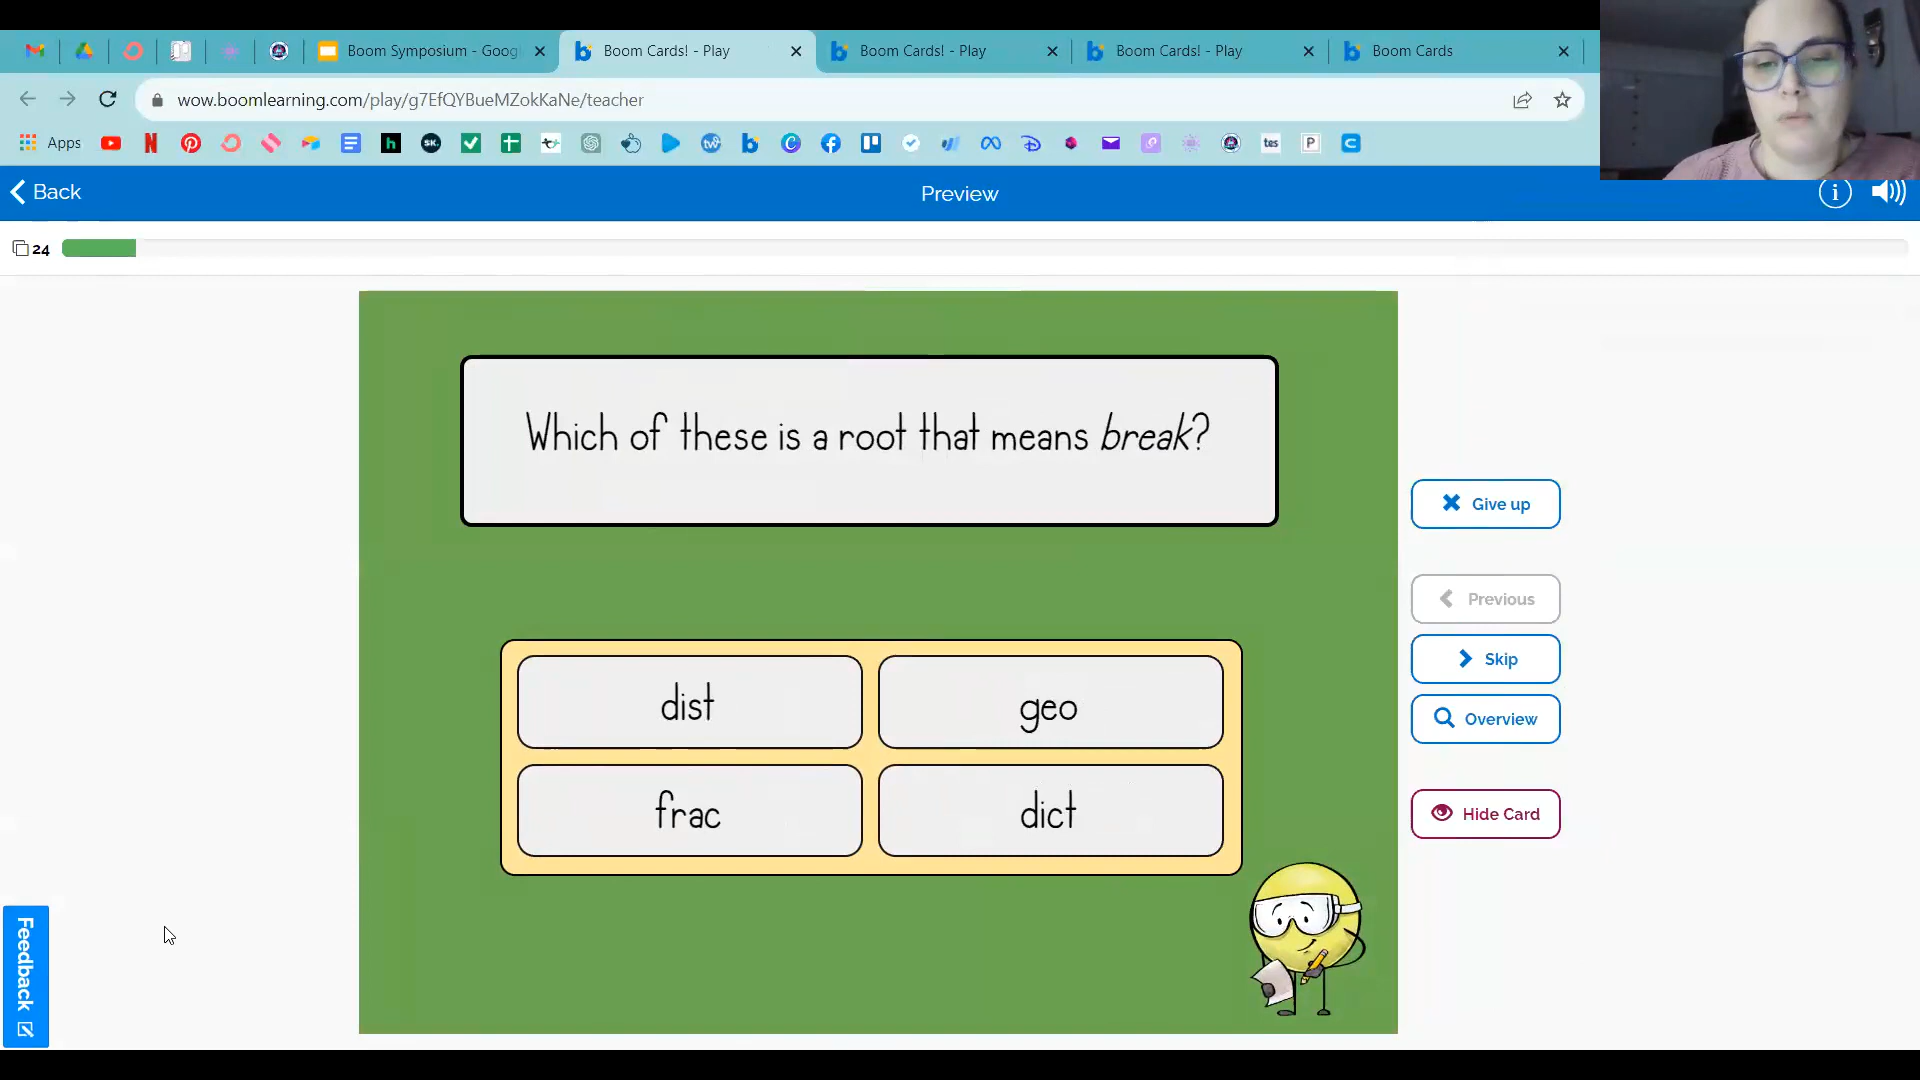 Boom Symposium - Goog
Boom Cards! - Play
Boom Cards! - Play
Boom Cards! - Play
Boom Cards
wow.boomlearning.com/play/g7EfQYBueMZokKaNe/teacher
Apps
N
h
SK.
tes
P
C
Back
Preview
24
Which of these is a root that means break?
dist
geo
frac
dict
Give up
Previous
Skip
Overview
Hide Card
Feedback